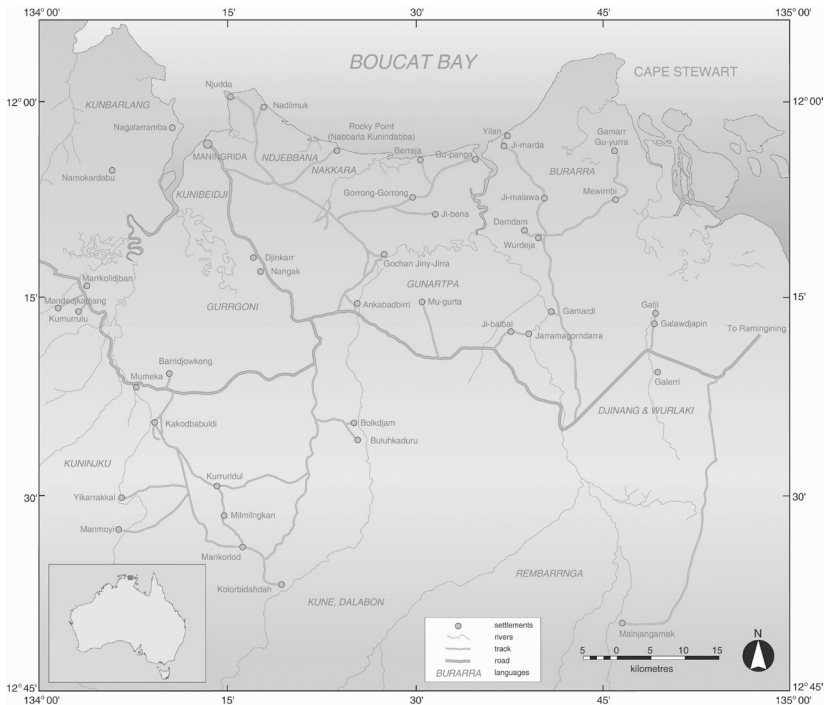 134° 00'
15'
30'
45'
135° 00'
BOUCAT BAY
CAPE STEWART
Njudda
12° 00'
12° 00'
KUNBARLANG
Nadilmuk
Nagalarramba
Rocky Point
(Nabbaria Kunindabba)
Yilan
Gamarr
Gu-yurra
MANINGRIDA
NDJEBBANA
Berraja
Gu-panga
Ji-marda
NAKKARA
BURARRA
Namokardabu
KUNIBEIDJI
Gorrong-Gorrong
Ji-malawa
Mewirnbi
Ji-bena
Damdam
Wurdeja
Djinkarr
Gochan Jiny-Jirra
Nangak
GUNARTPA
Marrkolidjban
15'
15'
Mandedjkadjang
GURRGONI
Ankabadbirri
Mu-gurta
Gamardi
Gatji
Kumurrulu
Galawdjapin
To Ramingining
Ji-balbal
Jarramagorndarra
Barridjowkeng
Mumeka
Galerri
DJINANG & WURLAKI
Kakodbabuldi
Bolkdjam
Buluhkaduru
KUNINJKU
Kurrurldul
Yikarrakkal
30'
30'
Milmilngkan
Manmoyi
Mankorlod
Kolorbidahdah
KUNE, DALABON
REMBARRNGA
settlements
rivers
track
road
BURARRA
languages
Mainjangarnak
5
0
5
10
15
kilometres
N
12° 45'
12° 45'
134° 00'
15'
30'
45'
135° 00'